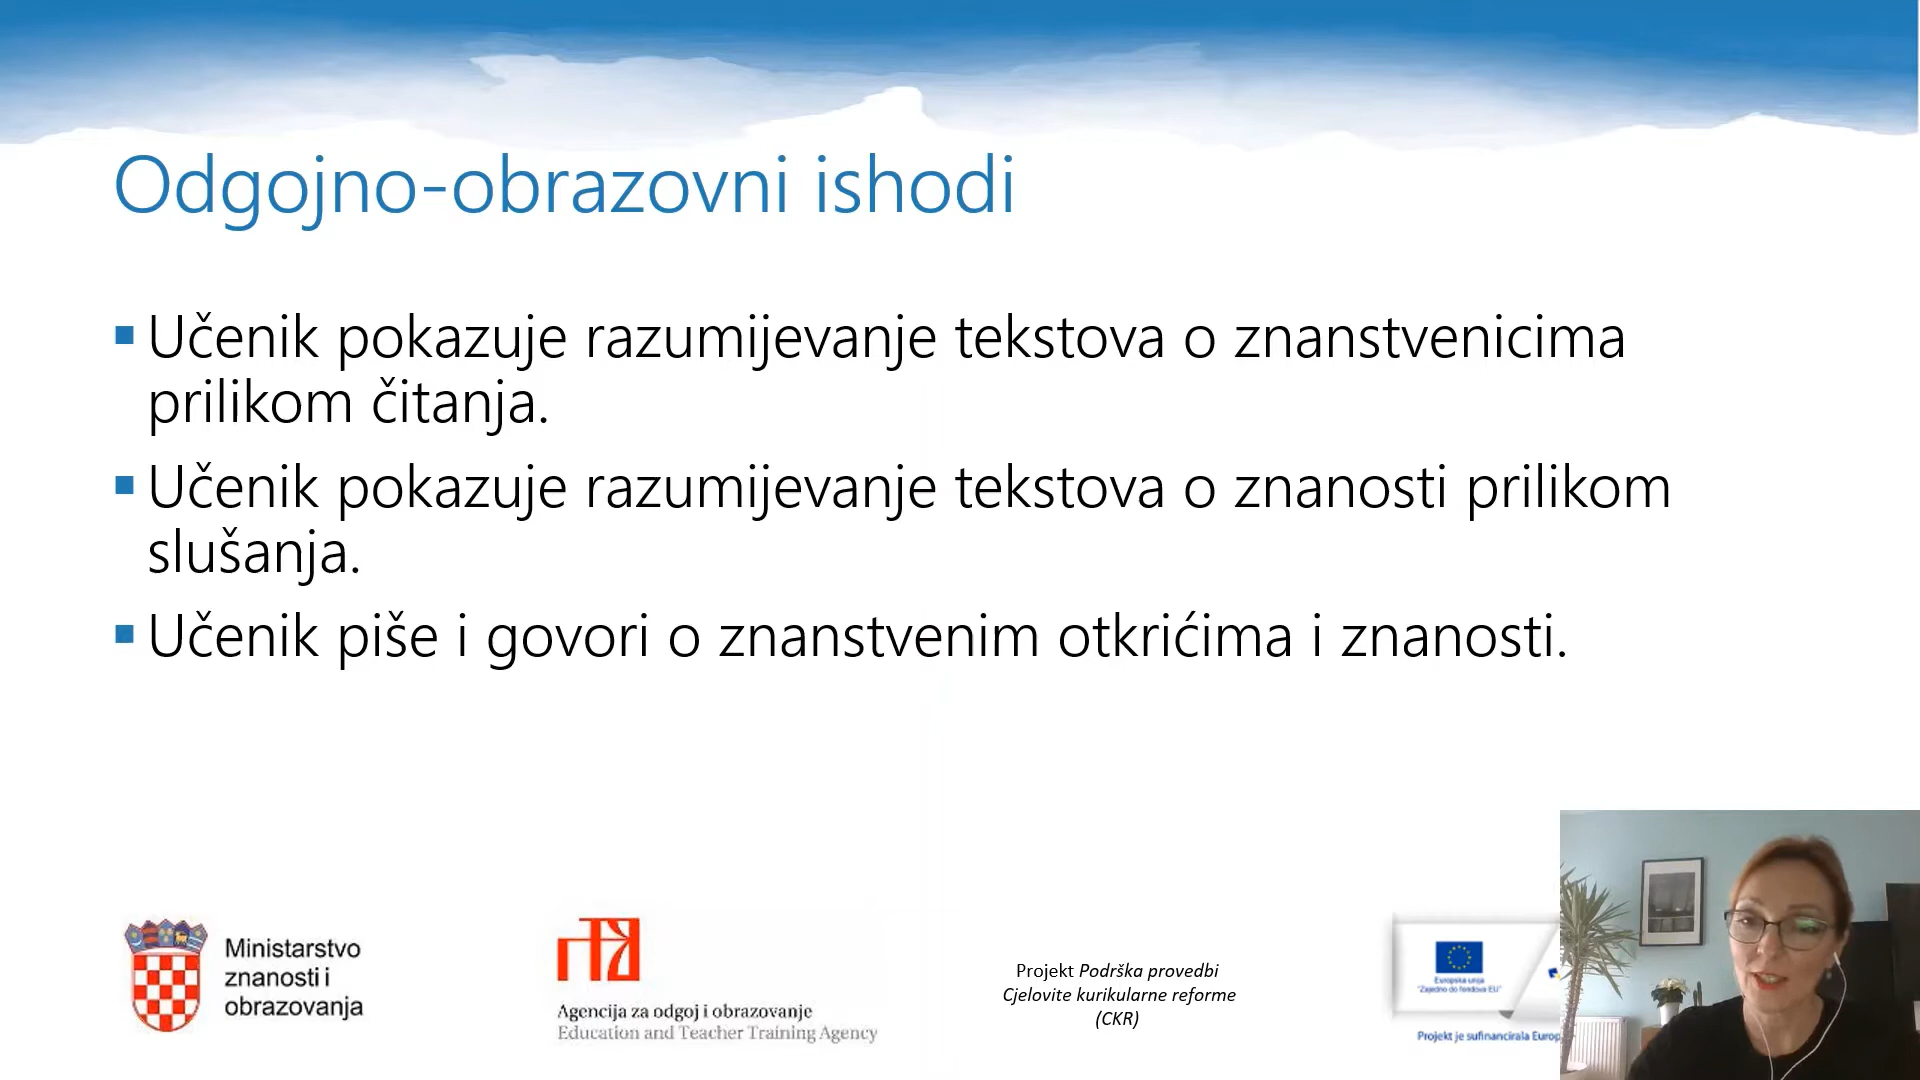 Odgojno-obrazovni ishodi
Učenik pokazuje razumijevanje tekstova o znanstvenicima
prilikom čitanja.
Učenik pokazuje razumijevanje tekstova o znanosti prilikom
slušanja.
Učenik piše i govori o znanstvenim otkrićima i znanosti.
Ministarstvo
znanosti i
obrazovanja
Agencija za odgoj i obrazovanje
Education and Teacher Training Agency
Projekt Podrška provedbi
Cjelovite kurikularne reforme
(CKR)
Europska unija
"Zajedno do fondova EU"
Projekt je sufinancirala Europ